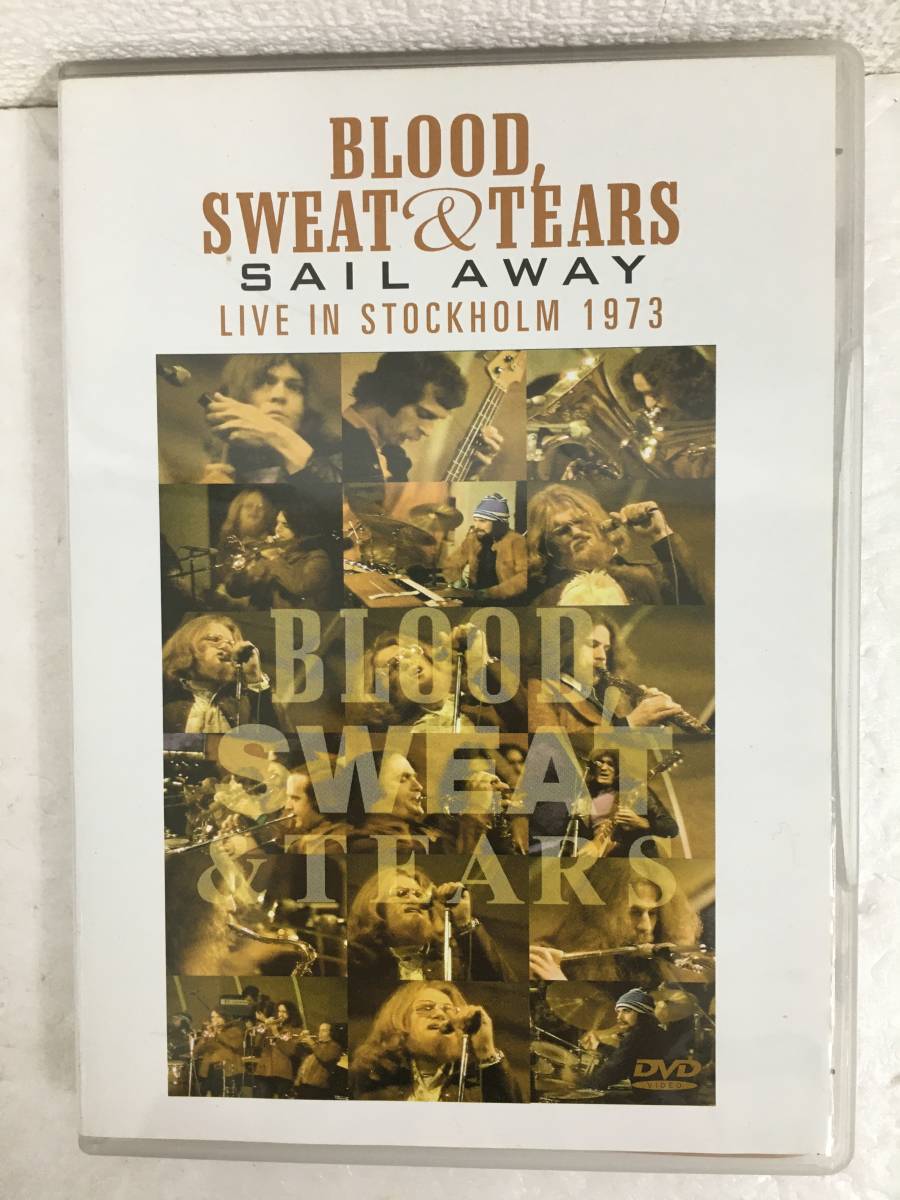 BLOOD,
SWEAT & TEARS
SAIL AWAY
LIVE IN STOCKHOLM 1973
BLOOD,
SWEAT
& TEARS
DVD
VIDEO